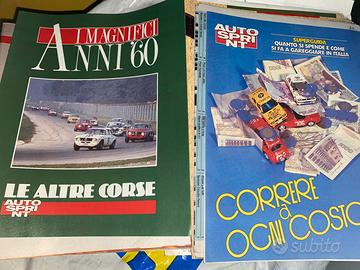 I MAGNIFICI
ANNI '60
LE ALTRE CORSE
AUTO
SPRI
NT
AUTO
SPRI
NT
SUPERGUIDA
QUANTO SI SPENDE E COME
SI FA A GAREGGIARE IN ITALIA
CORRERE
a
OGNI COSTO
subito